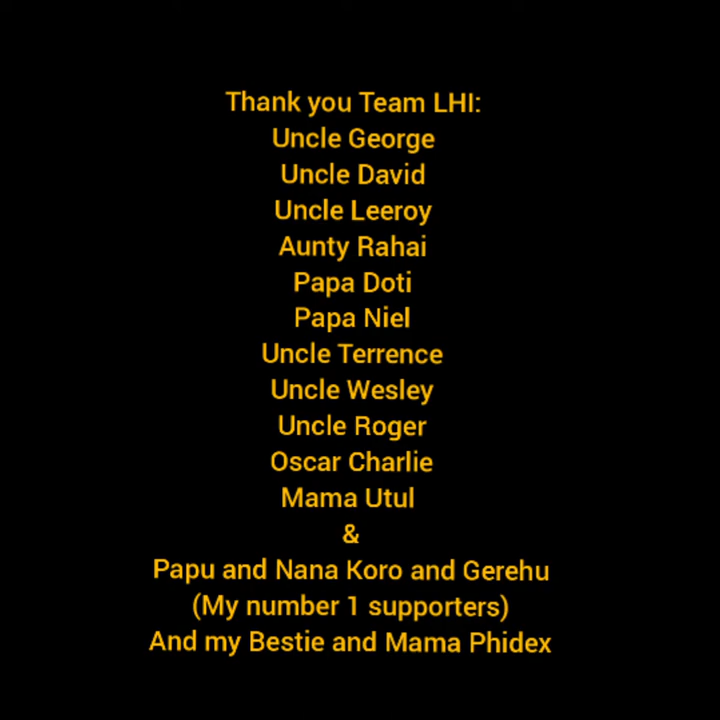 Thank you Team LHI:
Uncle George
Uncle David
Uncle Leeroy
Aunty Rahai
Papa Doti
Papa Niel
Uncle Terrence
Uncle Wesley
Uncle Roger
Oscar Charlie
Mama Utul
&
Papu and Nana Koro and Gerehu
(My number 1 supporters)
And my Bestie and Mama Phidex